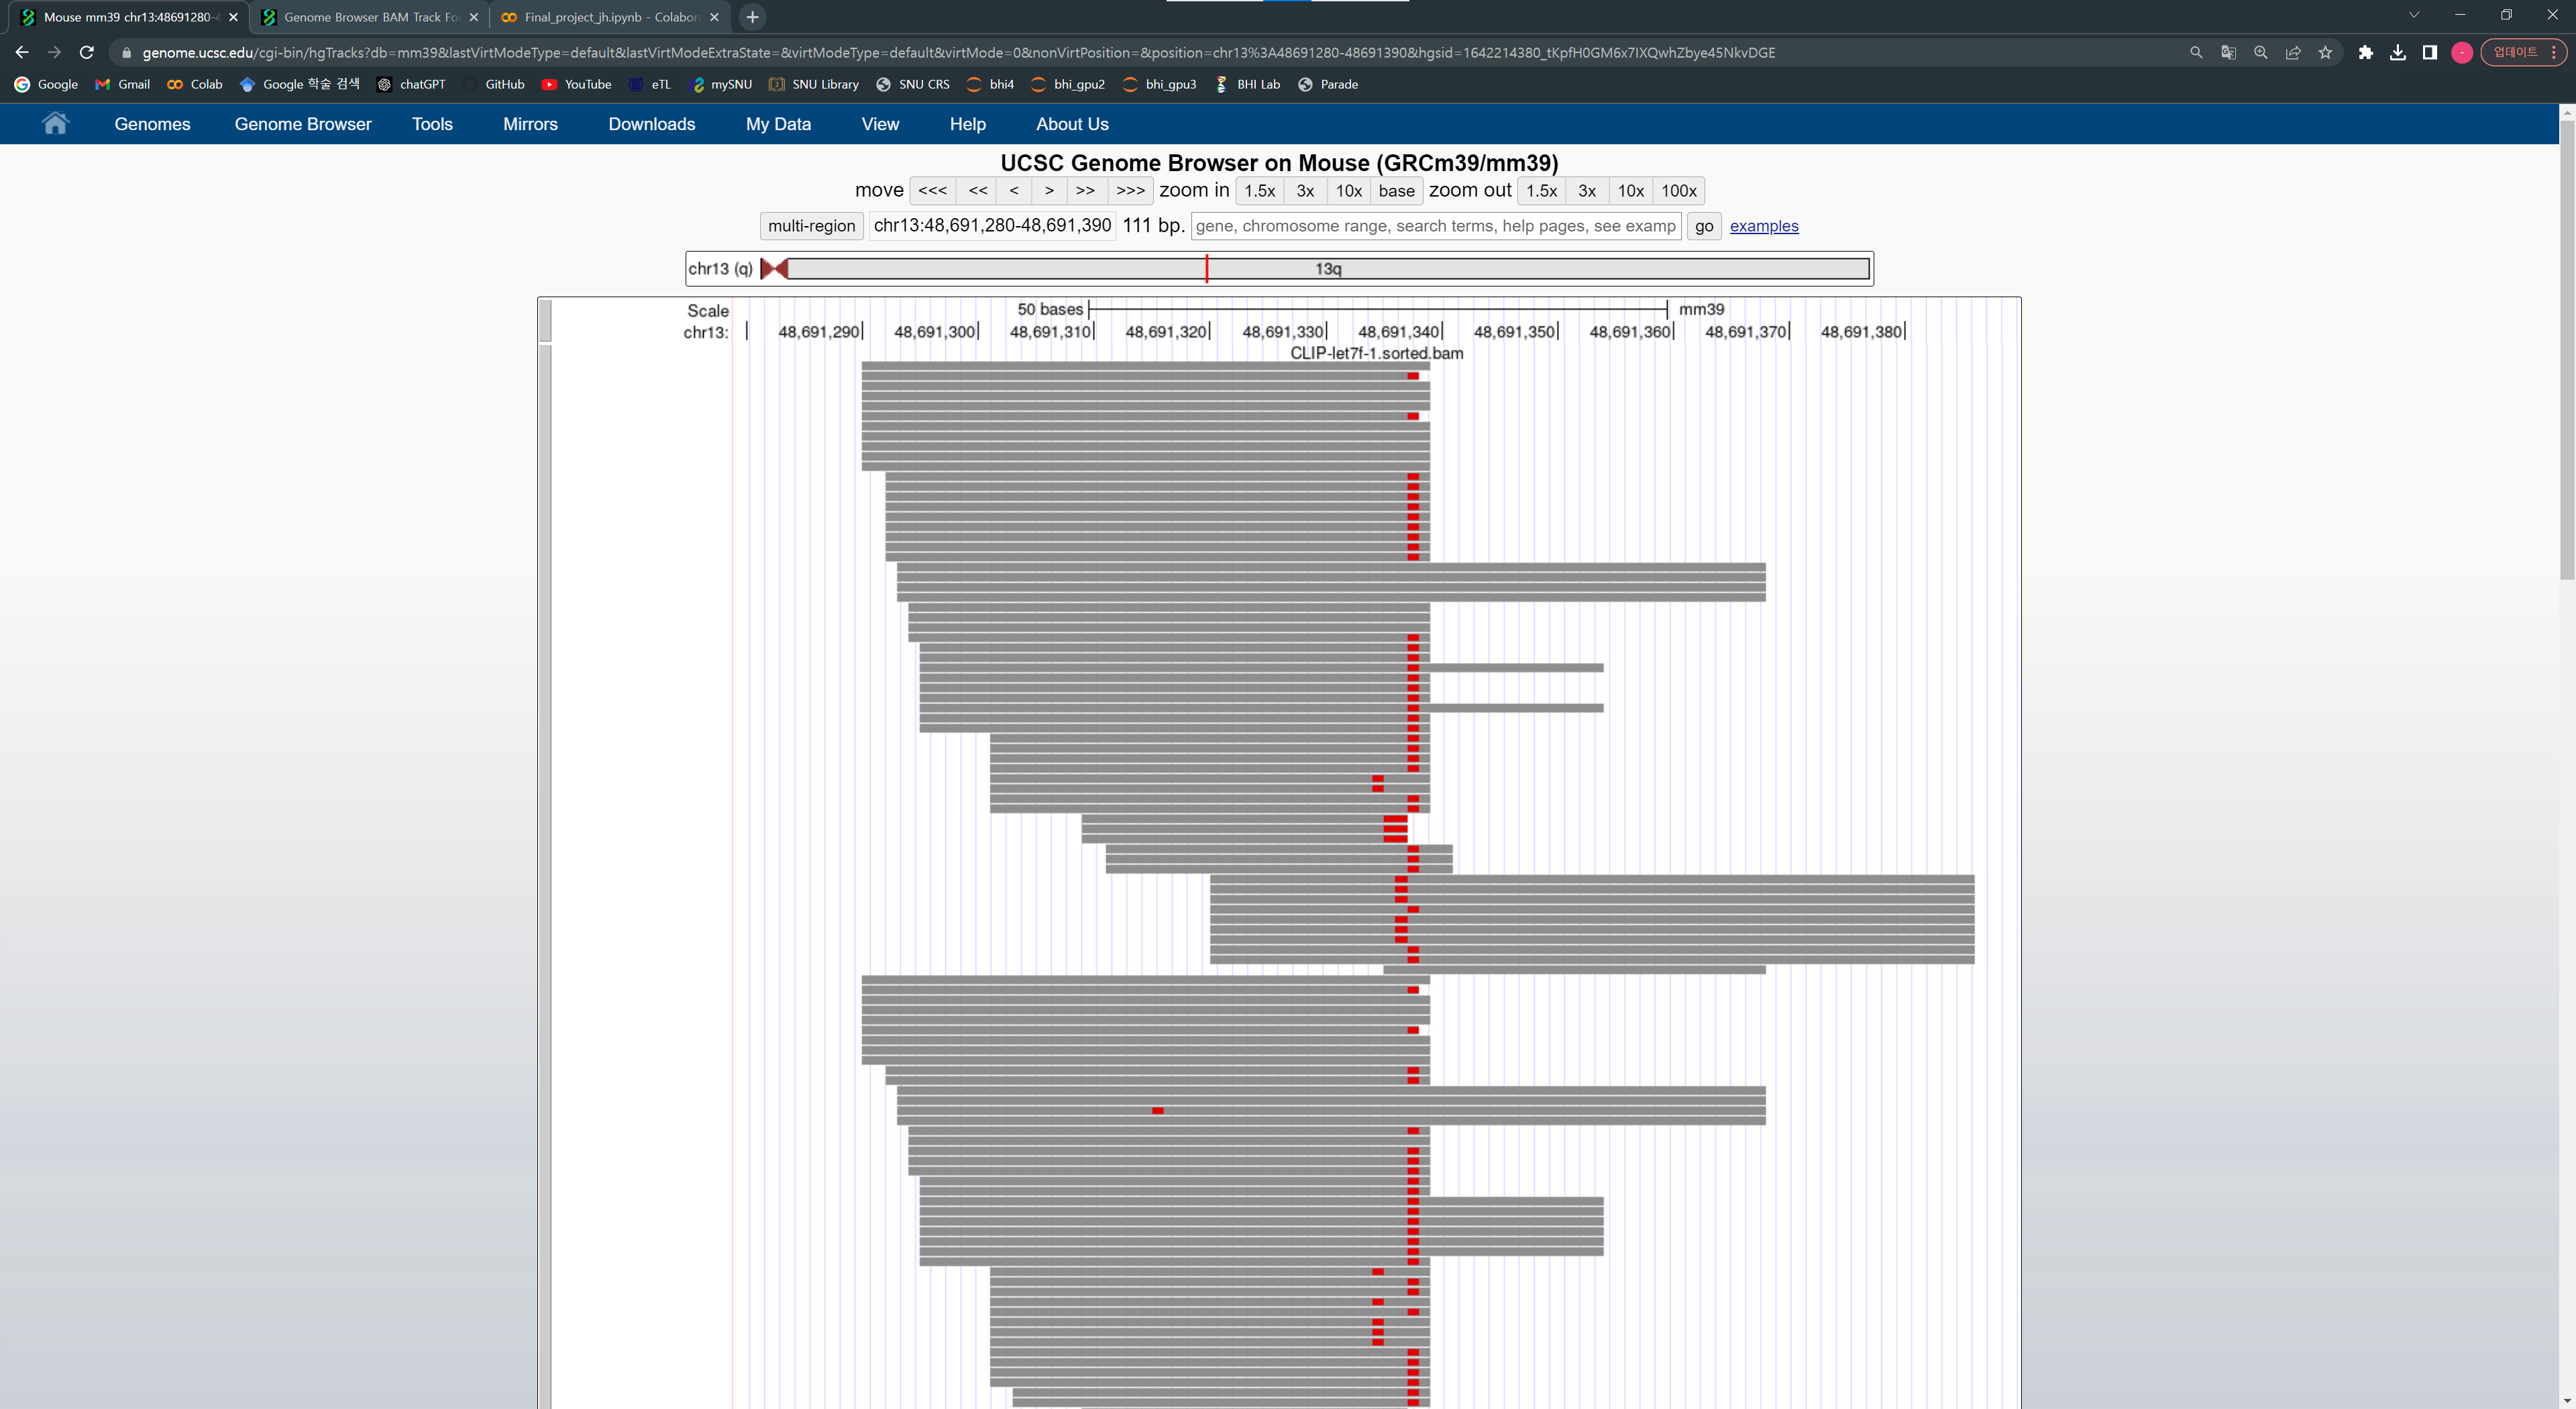 Mouse mm39 chr13:48691280-4
Genome Browser BAM Track Fo
Final_project_jh.ipynb - Colabor
genome.ucsc.edu/cgi-bin/hgTracks?db=mm39&lastVirtModeType=default&lastVirtModeExtraState=&virtModeType=default&virtMode=0&nonVirtPosition=&position=chr13%3A48691280-48691390&hgsid=1642214380_tKpfH0GM6x7IXQwhZbye45NkvDGE
업데이트
Google Gmail Colab Google 학술 검색 chatGPT GitHub YouTube eTL mySNU SNU Library SNU CRS bhi4 bhi_gpu2 bhi_gpu3 BHI Lab Parade
Genomes Genome Browser Tools Mirrors Downloads My Data View Help About Us
UCSC Genome Browser on Mouse (GRCm39/mm39)
move <<< << < > >> >>> zoom in 1.5x 3x 10x base zoom out 1.5x 3x 10x 100x
multi-region chr13:48,691,280-48,691,390 111 bp. gene, chromosome range, search terms, help pages, see examp go examples
chr13 (q) 13q
Scale 50 bases mm39
chr13: 48,691,290 48,691,300 48,691,310 48,691,320 48,691,330 48,691,340 48,691,350 48,691,360 48,691,370 48,691,380
CLIP-let7f-1.sorted.bam